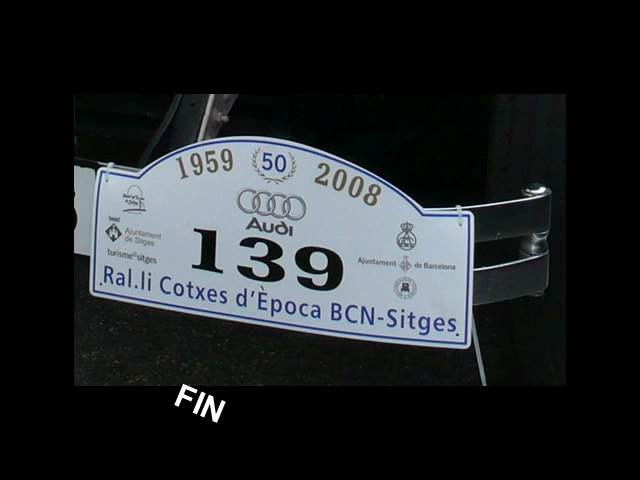 1959 50 2008
Audi
139
Ajuntament
de Sitges
turisme de sitges
Ajuntament de Barcelona
Ral.li Cotxes d'Època BCN-Sitges
FIN